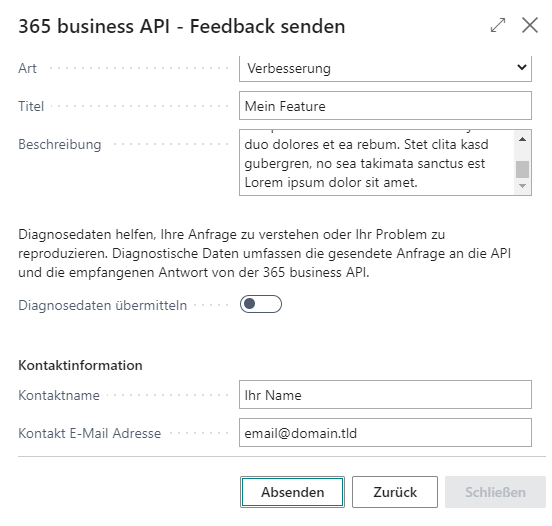 365 business API - Feedback senden
Art
Verbesserung
Titel
Mein Feature
Beschreibung
duo dolores et ea rebum. Stet clita kasd
gubergren, no sea takimata sanctus est
Lorem ipsum dolor sit amet.
Diagnosedaten helfen, Ihre Anfrage zu verstehen oder Ihr Problem zu
reproduzieren. Diagnostische Daten umfassen die gesendete Anfrage an die API
und die empfangenen Antwort von der 365 business API.
Diagnosedaten übermitteln
Kontaktinformation
Kontaktname
Ihr Name
Kontakt E-Mail Adresse
email@domain.tld
Absenden
Zurück
Schließen